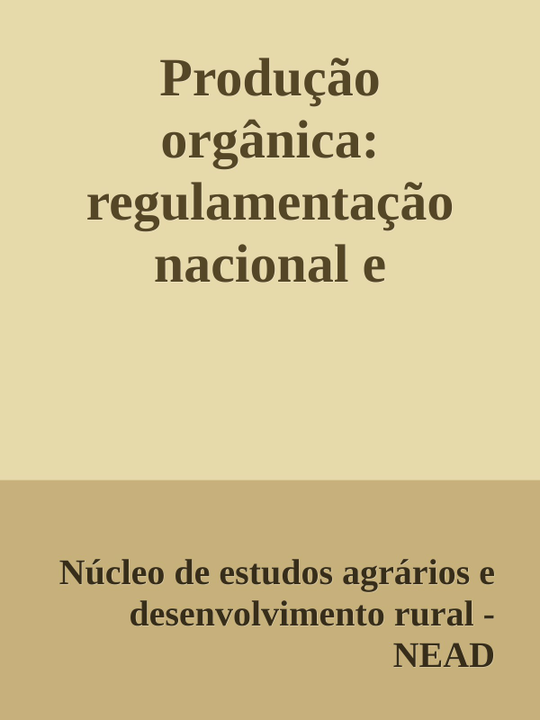 Produção
orgânica:
regulamentação
nacional e
Núcleo de estudos agrários e
desenvolvimento rural -
NEAD